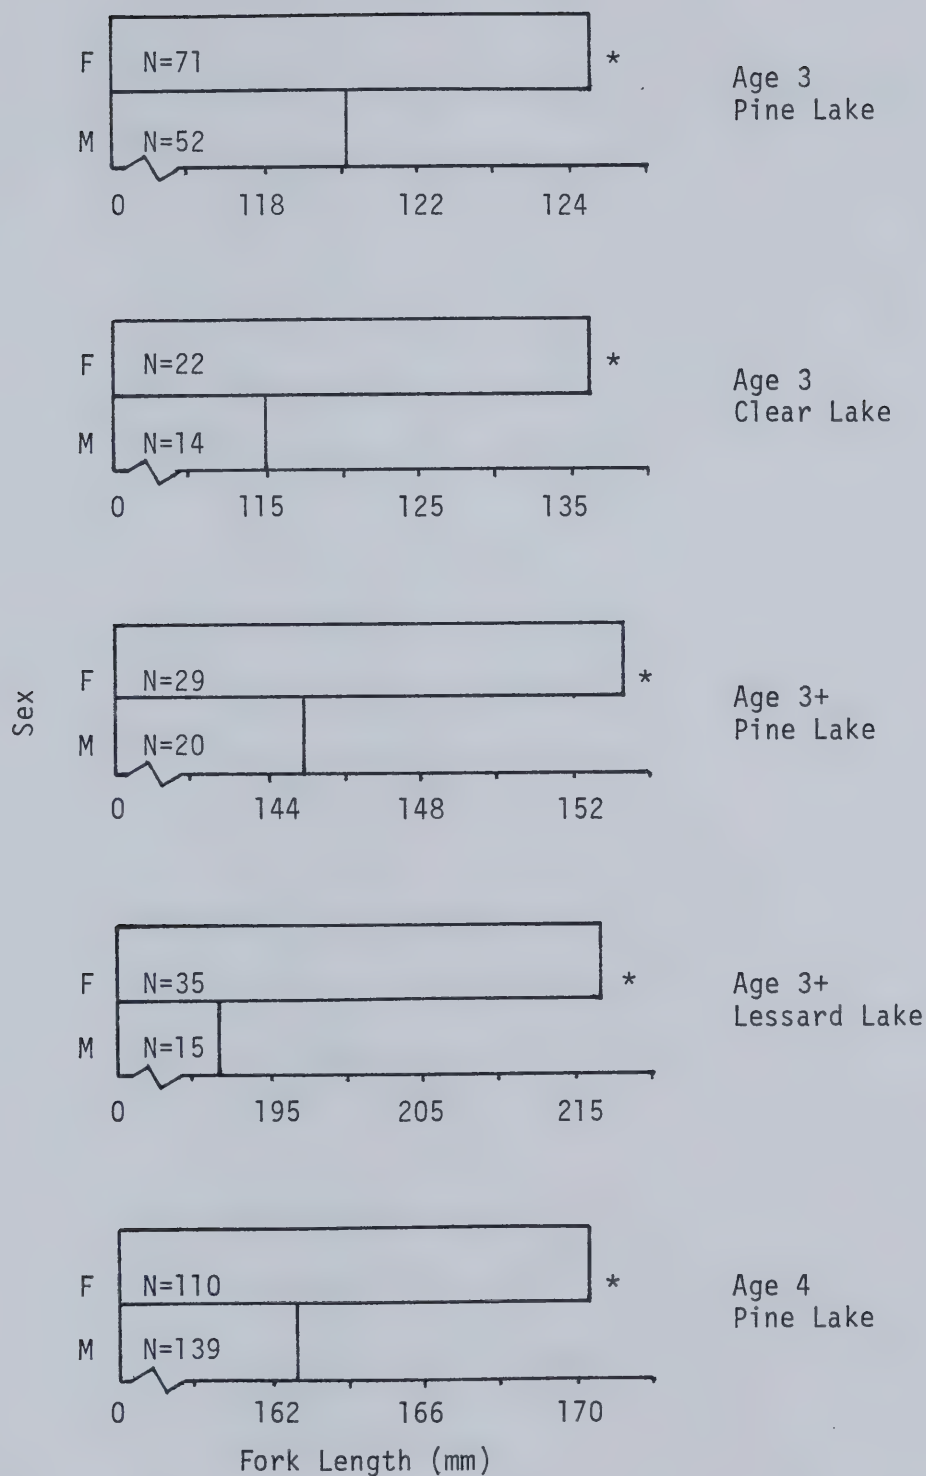 F N=71 *
Age 3
Pine Lake
M N=52
0 118 122 124
F N=22 *
Age 3
Clear Lake
M N=14
0 115 125 135
Sex
F N=29 *
Age 3+
Pine Lake
M N=20
0 144 148 152
F N=35 *
Age 3+
Lessard Lake
M N=15
0 195 205 215
F N=110 *
Age 4
Pine Lake
M N=139
0 162 166 170
Fork Length (mm)